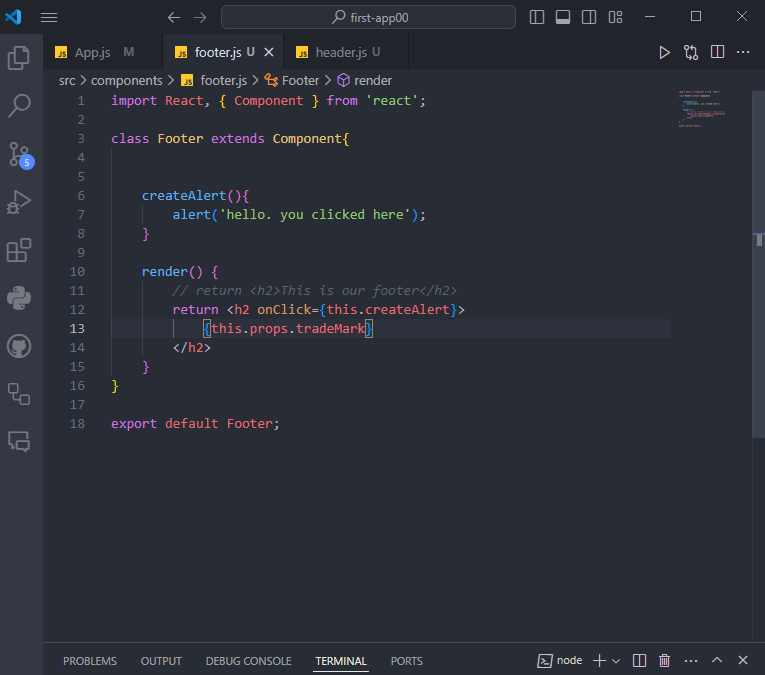 first-app00
JS App.js M
JS footer.js U
JS header.js U
src > components > JS footer.js > Footer > render
1 import React, { Component } from 'react';
2
3 class Footer extends Component{
4
5
6 createAlert(){
7 alert('hello. you clicked here');
8 }
9
10 render() {
11 // return <h2>This is our footer</h2>
12 return <h2 onClick={this.createAlert}>
13 {this.props.tradeMark}
14 </h2>
15 }
16 }
17
18 export default Footer;
5
PROBLEMS OUTPUT DEBUG CONSOLE TERMINAL PORTS node